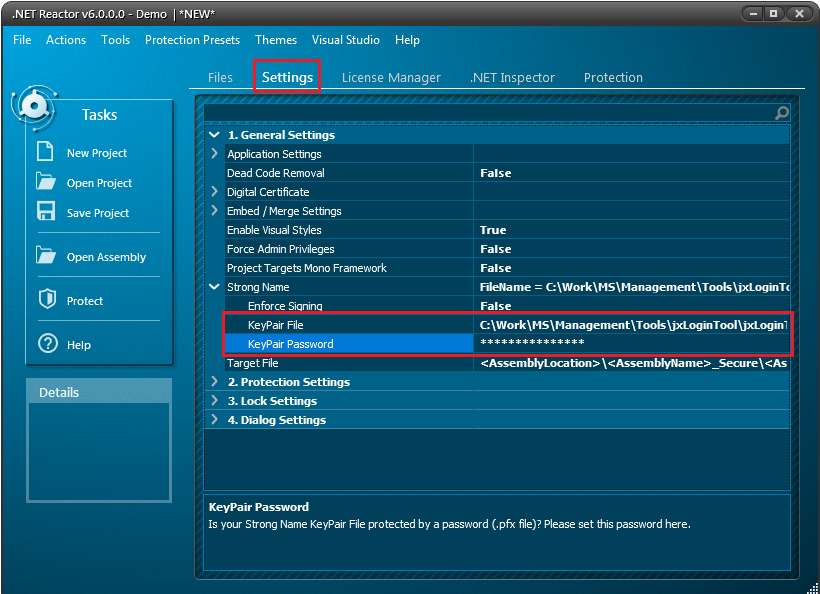 .NET Reactor v6.0.0.0 - Demo | *NEW*
File Actions Tools Protection Presets Themes Visual Studio Help
Files Settings License Manager .NET Inspector Protection
Tasks
New Project
Open Project
Save Project
Open Assembly
Protect
Help
Details
1. General Settings
Application Settings
Dead Code Removal False
Digital Certificate
Embed / Merge Settings
Enable Visual Styles True
Force Admin Privileges False
Project Targets Mono Framework False
Strong Name FileName = C:\Work\MS\Management\Tools\jxLoginTo
Enforce Signing False
KeyPair File C:\Work\MS\Management\Tools\jxLoginTool\jxLoginT
KeyPair Password ***************
Target File <AssemblyLocation>\<AssemblyName>_Secure\<As
2. Protection Settings
3. Lock Settings
4. Dialog Settings
KeyPair Password
Is your Strong Name KeyPair File protected by a password (.pfx file)? Please set this password here.